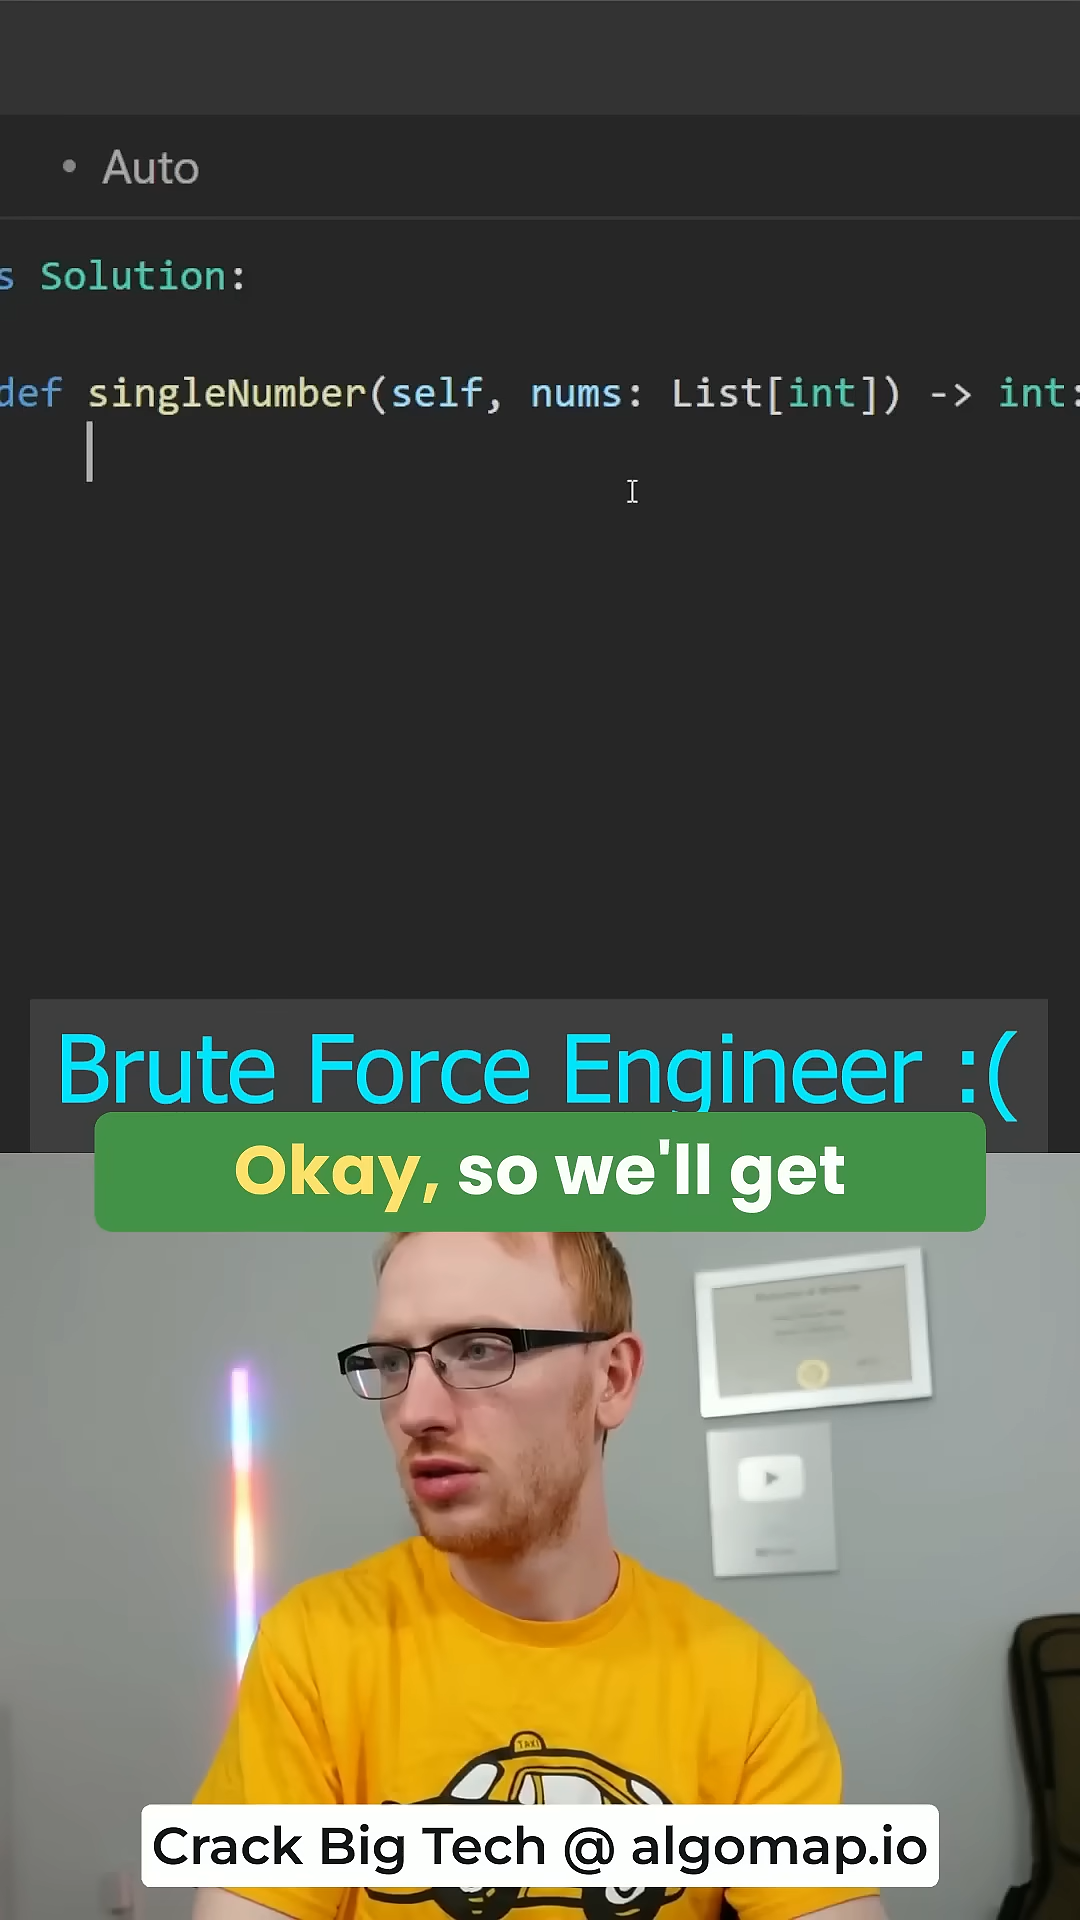 • Auto
s Solution:
def singleNumber(self, nums: List[int]) -> int:
Brute Force Engineer :(
Okay, so we'll get
TAXI
Crack Big Tech @ algomap.io